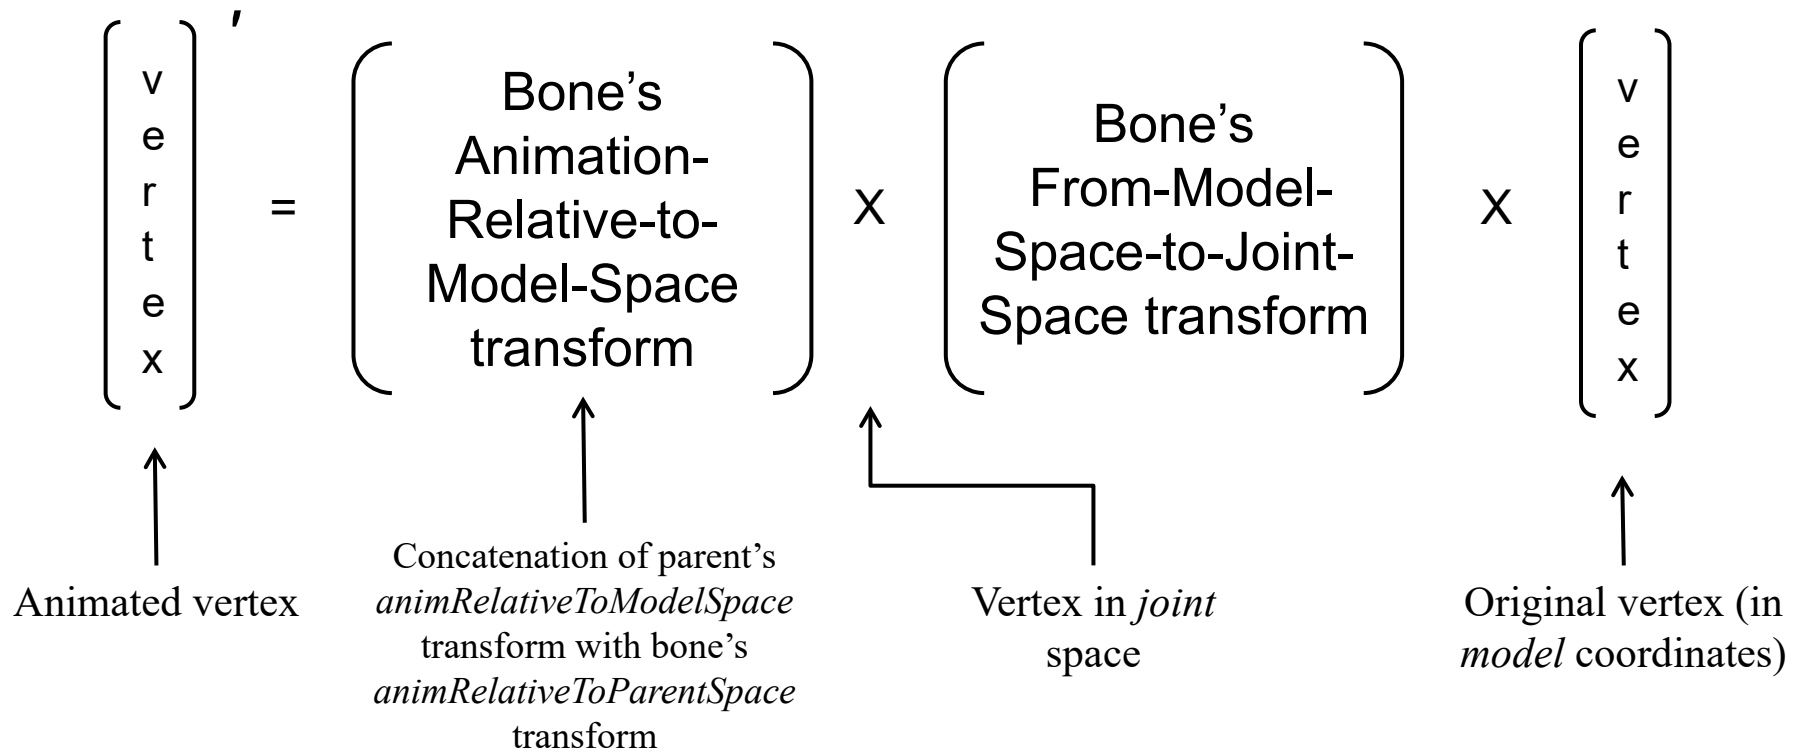 v
e
r
t
e
x
′
=
Bone’s
Animation-
Relative-to-
Model-Space
transform
X
Bone’s
From-Model-
Space-to-Joint-
Space transform
X
v
e
r
t
e
x
Animated vertex
Concatenation of parent’s
animRelativeToModelSpace
transform with bone’s
animRelativeToParentSpace
transform
Vertex in joint
space
Original vertex (in
model coordinates)